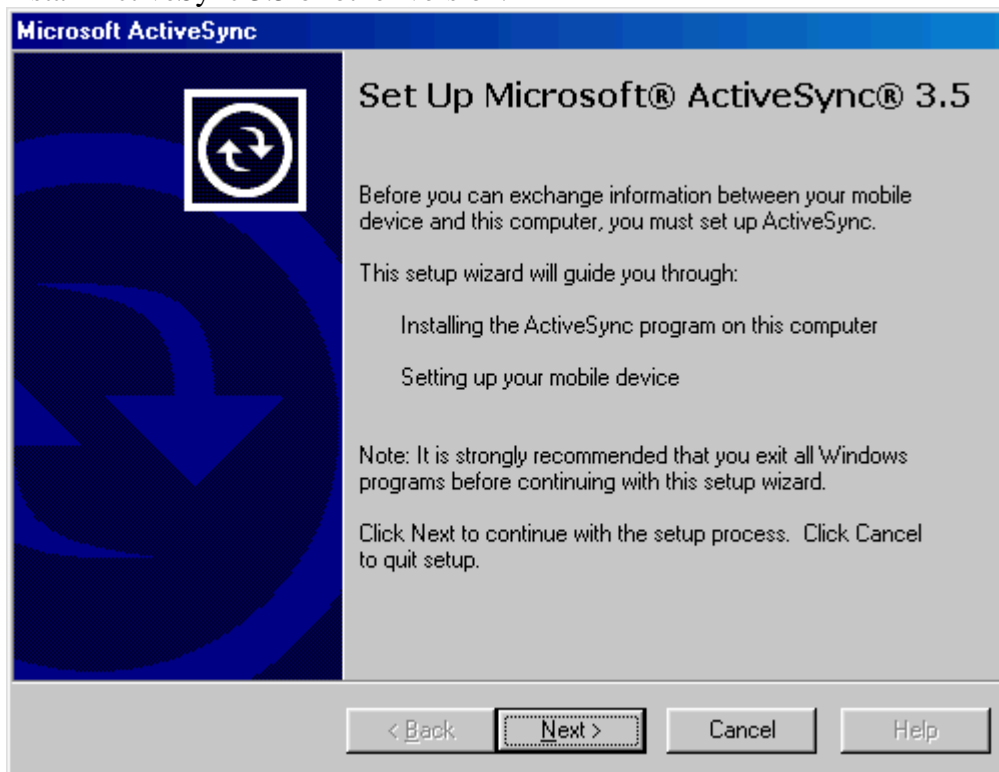 Microsoft ActiveSync
Set Up Microsoft® ActiveSync® 3.5
Before you can exchange information between your mobile
device and this computer, you must set up ActiveSync.
This setup wizard will guide you through:
Installing the ActiveSync program on this computer
Setting up your mobile device
Note: It is strongly recommended that you exit all Windows
programs before continuing with this setup wizard.
Click Next to continue with the setup process. Click Cancel
to quit setup.
< Back Next > Cancel Help